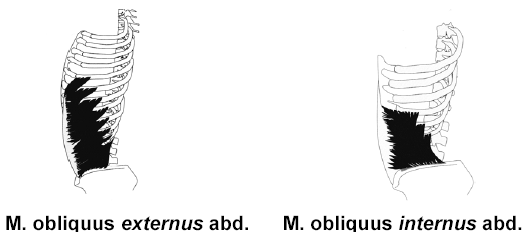 M. obliquus externus abd.
M. obliquus internus abd.